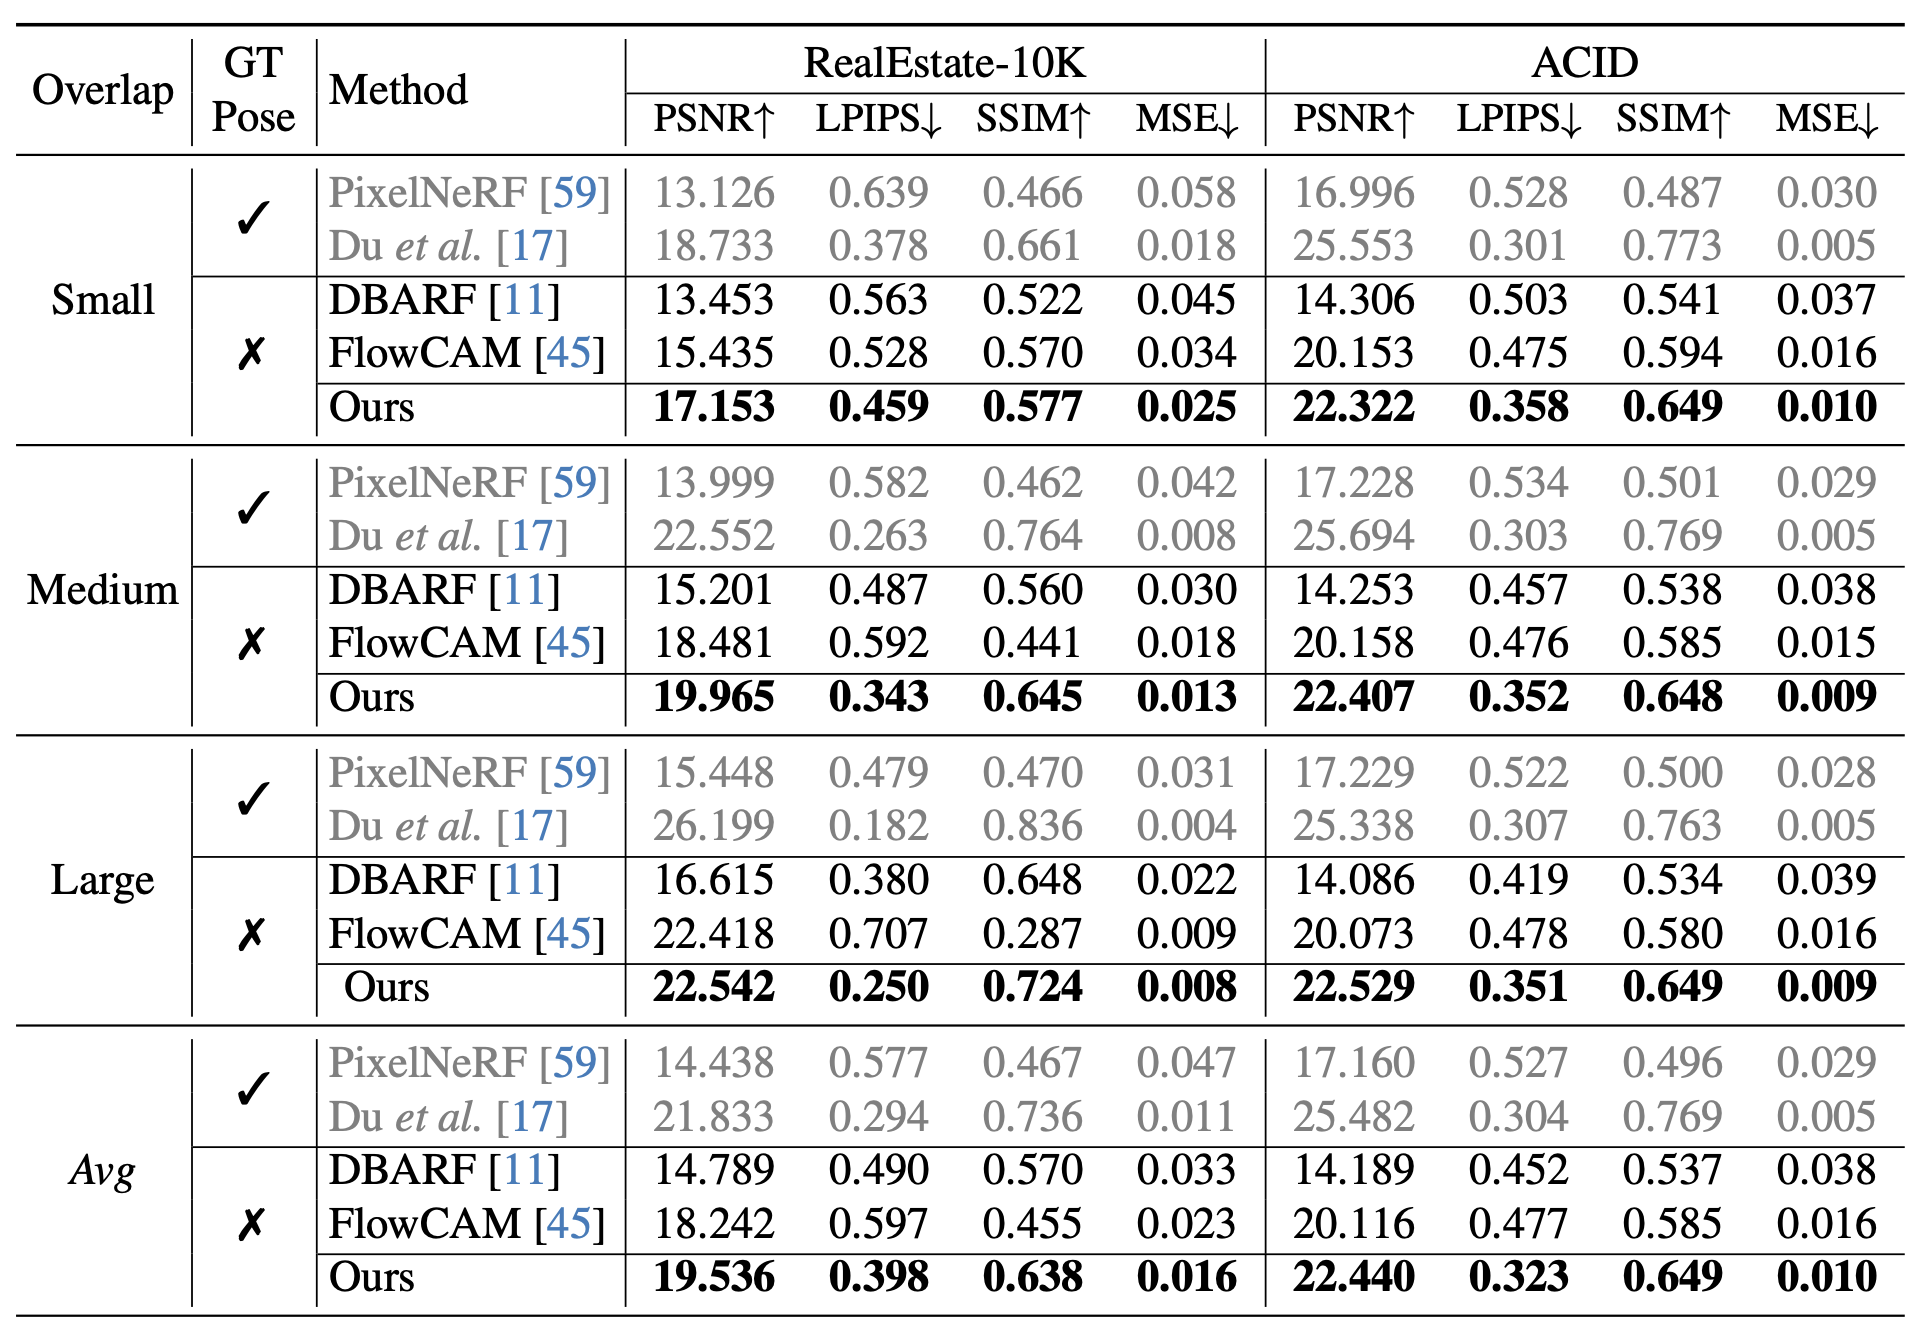 Overlap GT Pose Method RealEstate-10K ACID
PSNR↑ LPIPS↓ SSIM↑ MSE↓ PSNR↑ LPIPS↓ SSIM↑ MSE↓
Small ✓ PixelNeRF [59] 13.126 0.639 0.466 0.058 16.996 0.528 0.487 0.030
Du et al. [17] 18.733 0.378 0.661 0.018 25.553 0.301 0.773 0.005
✗ DBARF [11] 13.453 0.563 0.522 0.045 14.306 0.503 0.541 0.037
FlowCAM [45] 15.435 0.528 0.570 0.034 20.153 0.475 0.594 0.016
Ours 17.153 0.459 0.577 0.025 22.322 0.358 0.649 0.010
Medium ✓ PixelNeRF [59] 13.999 0.582 0.462 0.042 17.228 0.534 0.501 0.029
Du et al. [17] 22.552 0.263 0.764 0.008 25.694 0.303 0.769 0.005
✗ DBARF [11] 15.201 0.487 0.560 0.030 14.253 0.457 0.538 0.038
FlowCAM [45] 18.481 0.592 0.441 0.018 20.158 0.476 0.585 0.015
Ours 19.965 0.343 0.645 0.013 22.407 0.352 0.648 0.009
Large ✓ PixelNeRF [59] 15.448 0.479 0.470 0.031 17.229 0.522 0.500 0.028
Du et al. [17] 26.199 0.182 0.836 0.004 25.338 0.307 0.763 0.005
✗ DBARF [11] 16.615 0.380 0.648 0.022 14.086 0.419 0.534 0.039
FlowCAM [45] 22.418 0.707 0.287 0.009 20.073 0.478 0.580 0.016
Ours 22.542 0.250 0.724 0.008 22.529 0.351 0.649 0.009
Avg ✓ PixelNeRF [59] 14.438 0.577 0.467 0.047 17.160 0.527 0.496 0.029
Du et al. [17] 21.833 0.294 0.736 0.011 25.482 0.304 0.769 0.005
✗ DBARF [11] 14.789 0.490 0.570 0.033 14.189 0.452 0.537 0.038
FlowCAM [45] 18.242 0.597 0.455 0.023 20.116 0.477 0.585 0.016
Ours 19.536 0.398 0.638 0.016 22.440 0.323 0.649 0.010